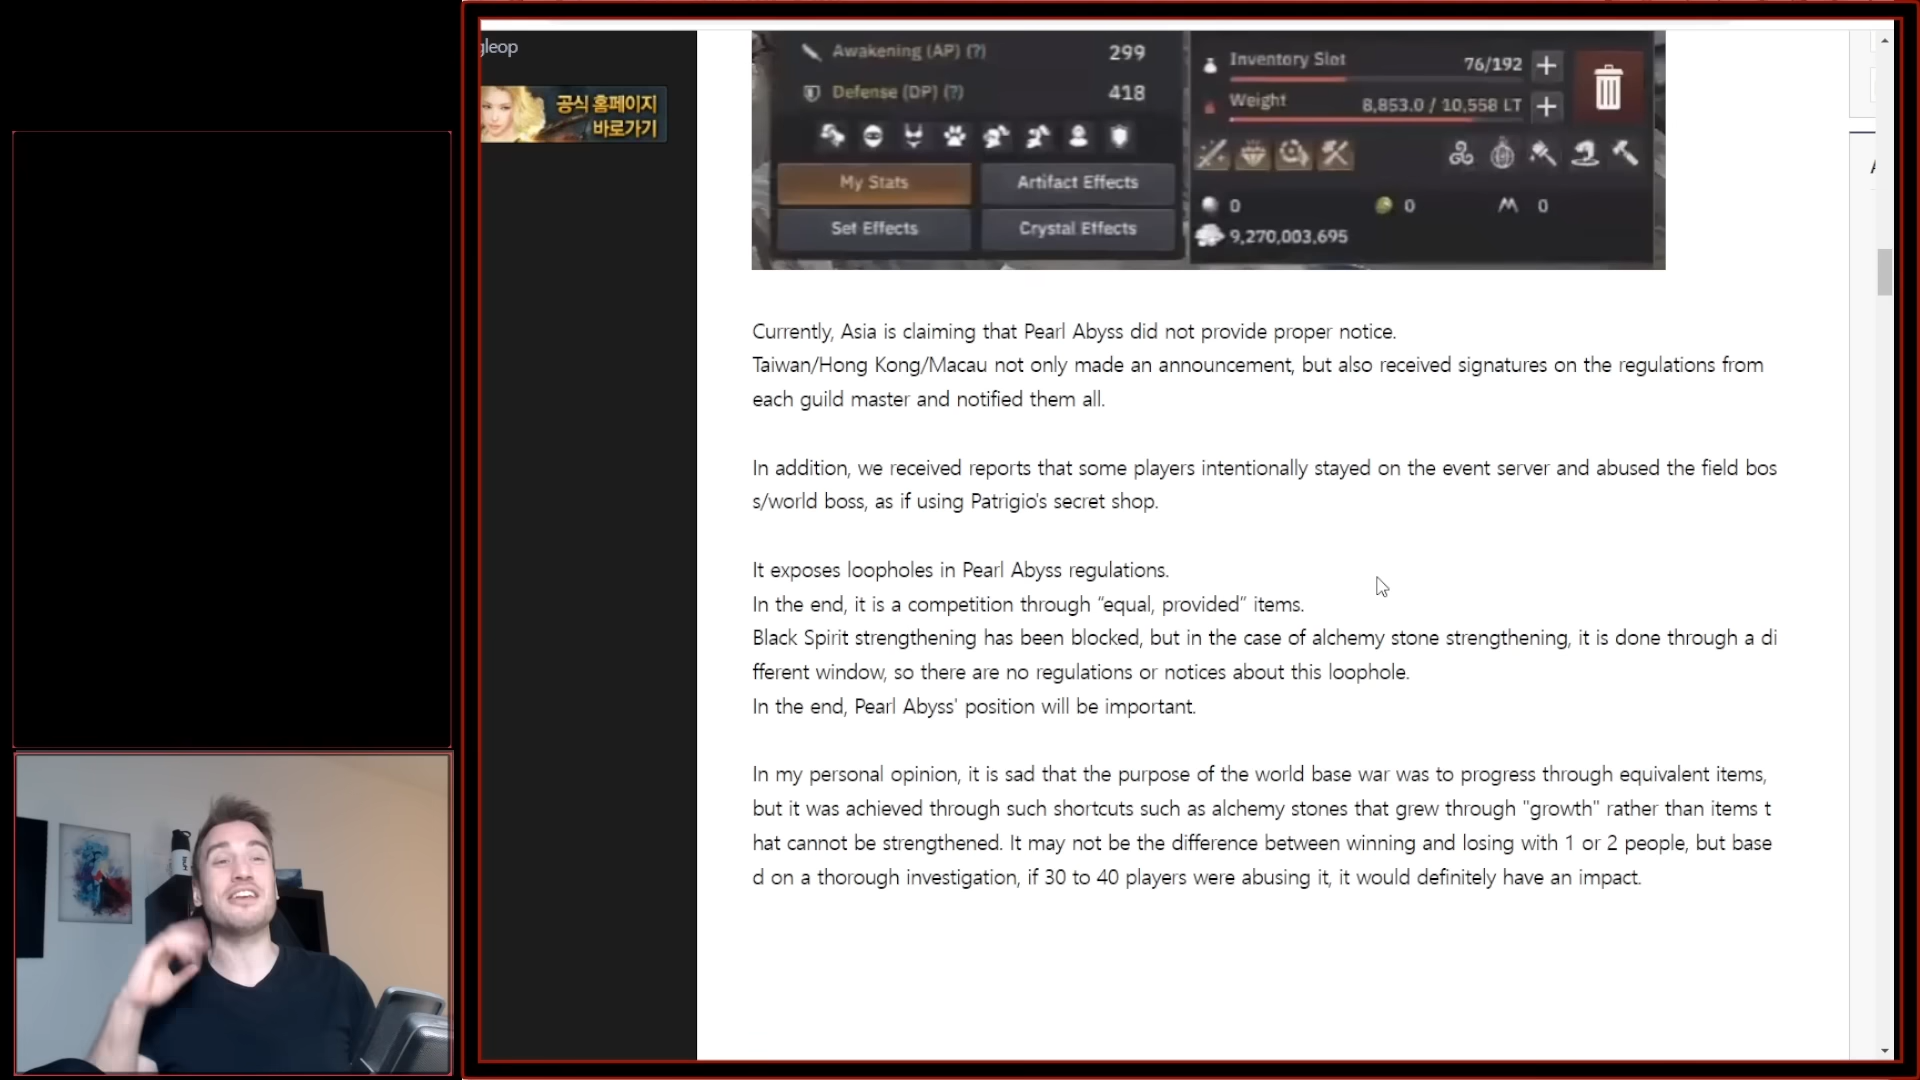 gleop
공식 홈페이지
바로가기
Awakening (AP) (?) 299
Defense (DP) (?) 418
My Stats Artifact Effects
Set Effects Crystal Effects
Inventory Slot 76/192 +
Weight 8,853.0 / 10,558 LT +
0 0 0
9,270,003,695
Currently, Asia is claiming that Pearl Abyss did not provide proper notice.
Taiwan/Hong Kong/Macau not only made an announcement, but also received signatures on the regulations from
each guild master and notified them all.
In addition, we received reports that some players intentionally stayed on the event server and abused the field bos
s/world boss, as if using Patrigio's secret shop.
It exposes loopholes in Pearl Abyss regulations.
In the end, it is a competition through “equal, provided” items.
Black Spirit strengthening has been blocked, but in the case of alchemy stone strengthening, it is done through a di
fferent window, so there are no regulations or notices about this loophole.
In the end, Pearl Abyss' position will be important.
In my personal opinion, it is sad that the purpose of the world base war was to progress through equivalent items,
but it was achieved through such shortcuts such as alchemy stones that grew through "growth" rather than items t
hat cannot be strengthened. It may not be the difference between winning and losing with 1 or 2 people, but base
d on a thorough investigation, if 30 to 40 players were abusing it, it would definitely have an impact.